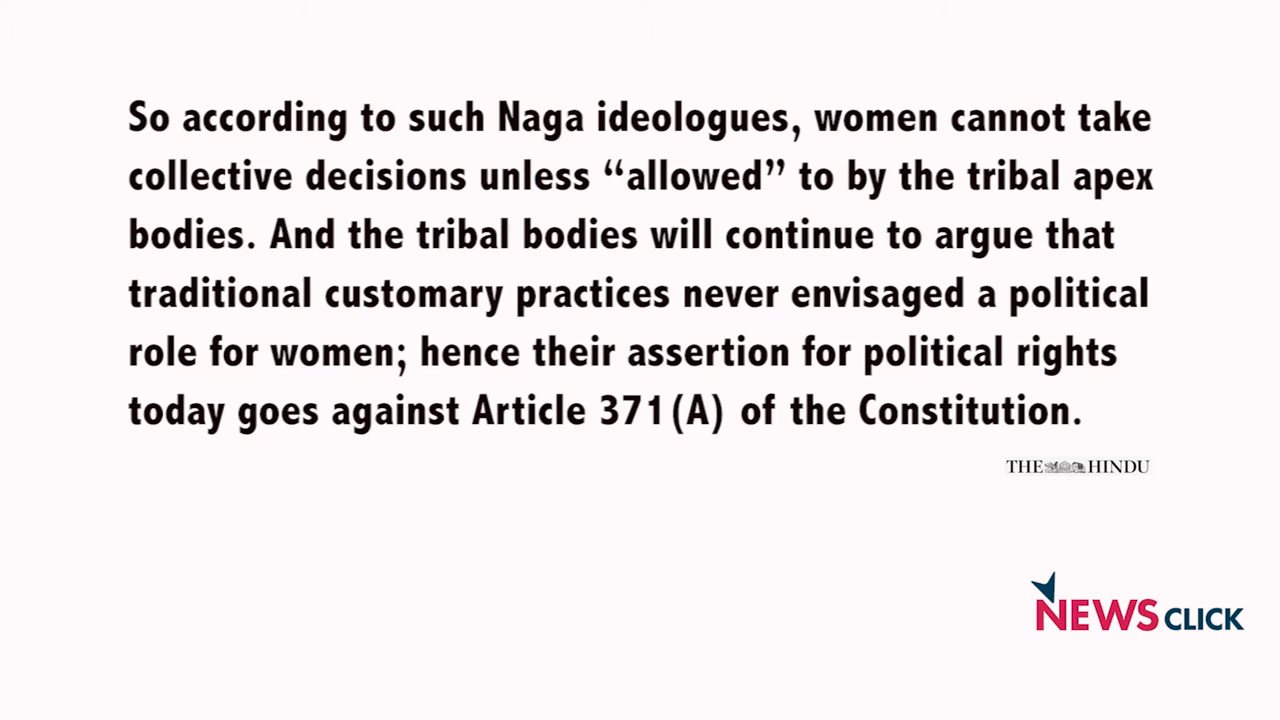 So according to such Naga ideologues, women cannot take
collective decisions unless “allowed” to by the tribal apex
bodies. And the tribal bodies will continue to argue that
traditional customary practices never envisaged a political
role for women; hence their assertion for political rights
today goes against Article 371(A) of the Constitution.
THE HINDU
NEWSCLICK